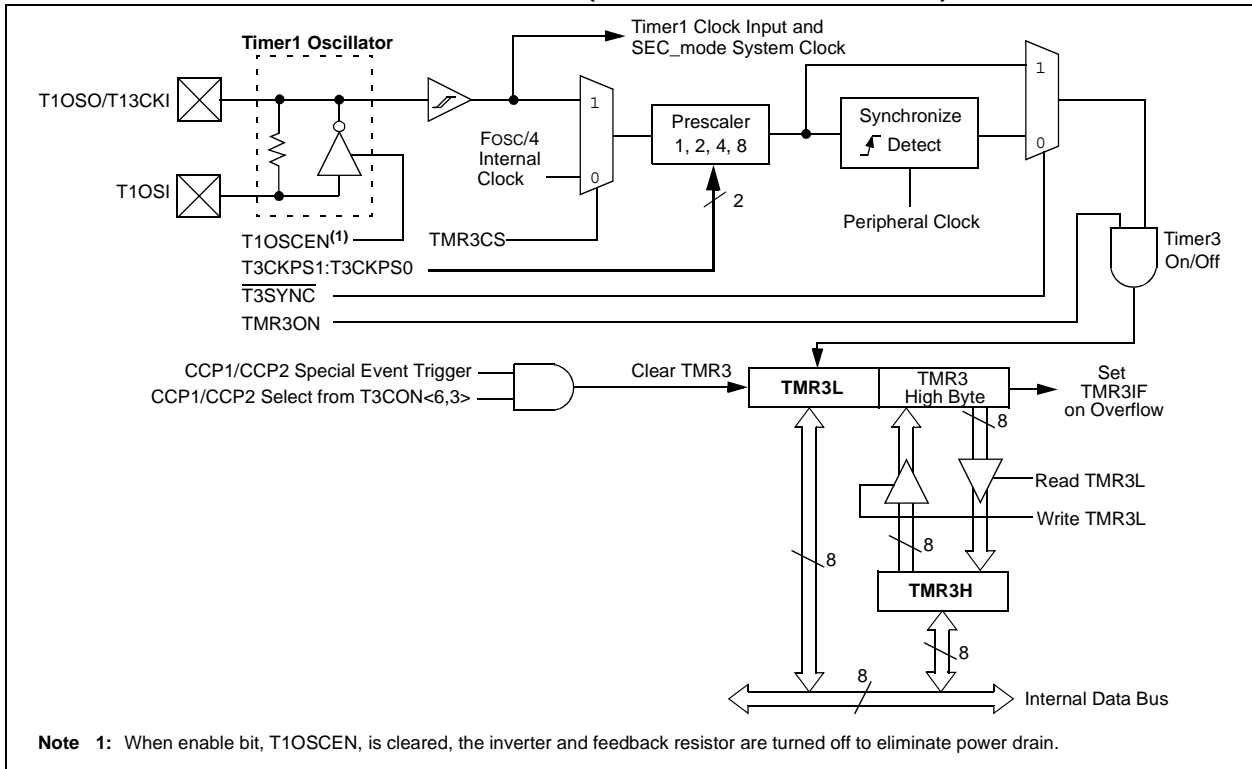 Timer1 Clock Input and
SEC_mode System Clock
Timer1 Oscillator
T1OSO/T13CKI
1
FOSC/4
Internal
Clock
0
Prescaler
1, 2, 4, 8
Synchronize
Detect
1
0
T1OSI
2
Peripheral Clock
T1OSCEN(1)
TMR3CS
Timer3
On/Off
T3CKPS1:T3CKPS0
T3SYNC
TMR3ON
CCP1/CCP2 Special Event Trigger
CCP1/CCP2 Select from T3CON<6,3>
Clear TMR3
TMR3L
TMR3
High Byte
Set
TMR3IF
on Overflow
8
Read TMR3L
Write TMR3L
8
8
TMR3H
8
8
Internal Data Bus
Note 1: When enable bit, T1OSCEN, is cleared, the inverter and feedback resistor are turned off to eliminate power drain.